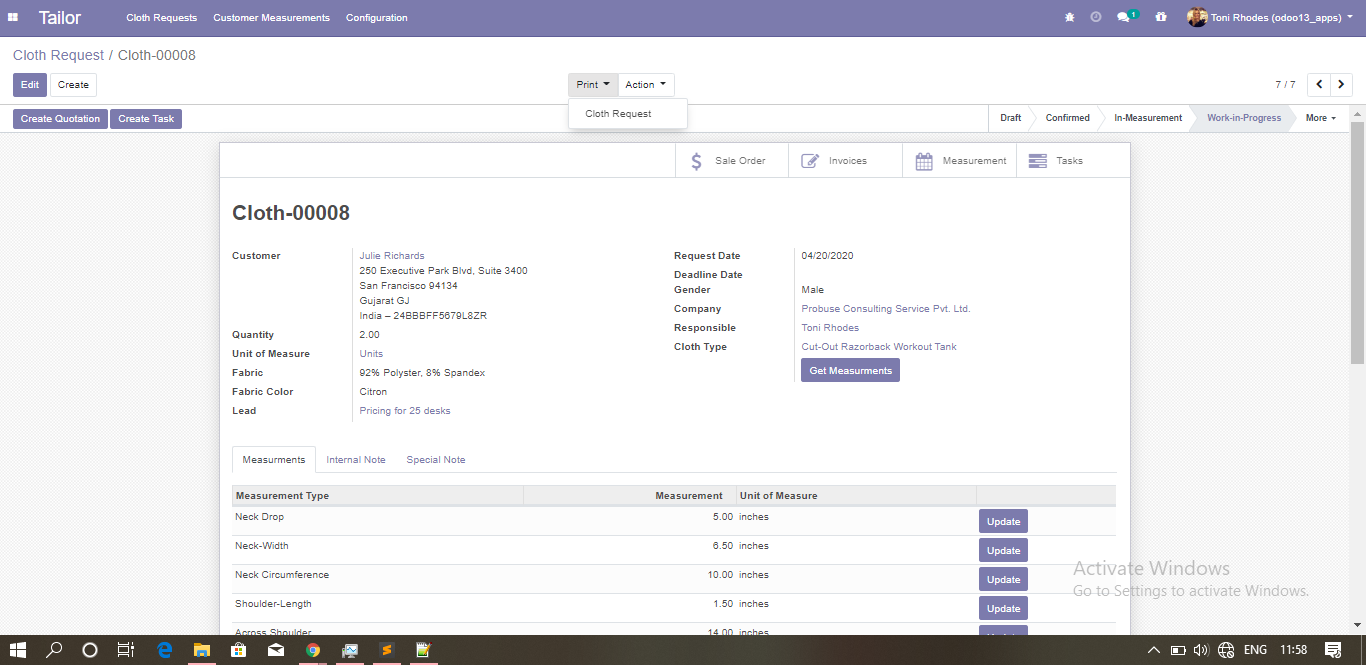 Tailor Cloth Requests Customer Measurements Configuration 1 Toni Rhodes (odoo13_apps)
Cloth Request / Cloth-00008
Edit Create Print Action 7 / 7
Cloth Request
Create Quotation Create Task Draft Confirmed In-Measurement Work-in-Progress More
$ Sale Order Invoices Measurement Tasks
Cloth-00008
Customer Julie Richards
250 Executive Park Blvd, Suite 3400
San Francisco 94134
Gujarat GJ
India – 24BBBFF5679L8ZR
Quantity 2.00
Unit of Measure Units
Fabric 92% Polyster, 8% Spandex
Fabric Color Citron
Lead Pricing for 25 desks
Request Date 04/20/2020
Deadline Date
Gender Male
Company Probuse Consulting Service Pvt. Ltd.
Responsible Toni Rhodes
Cloth Type Cut-Out Razorback Workout Tank
Get Measurments
Measurments Internal Note Special Note
Measurement Type Measurement Unit of Measure
Neck Drop 5.00 inches Update
Neck-Width 6.50 inches Update
Neck Circumference 10.00 inches Update
Shoulder-Length 1.50 inches Update
Across Shoulder 14.00 inches Update
Activate Windows
Go to Settings to activate Windows.
ENG 11:58